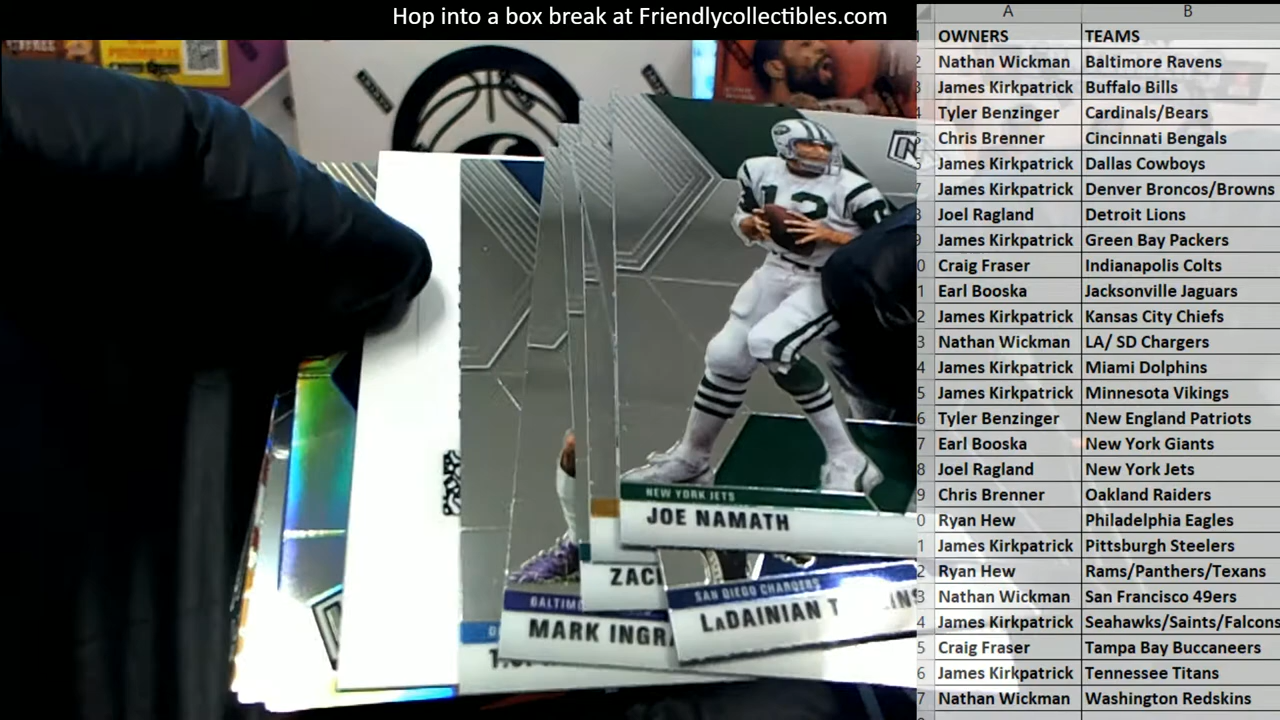 Hop into a box break at Friendlycollectibles.com
A B
OWNERS TEAMS
Nathan Wickman Baltimore Ravens
James Kirkpatrick Buffalo Bills
Tyler Benzinger Cardinals/Bears
Chris Brenner Cincinnati Bengals
James Kirkpatrick Dallas Cowboys
James Kirkpatrick Denver Broncos/Browns
Joel Ragland Detroit Lions
James Kirkpatrick Green Bay Packers
Craig Fraser Indianapolis Colts
Earl Booska Jacksonville Jaguars
James Kirkpatrick Kansas City Chiefs
Nathan Wickman LA/ SD Chargers
James Kirkpatrick Miami Dolphins
James Kirkpatrick Minnesota Vikings
Tyler Benzinger New England Patriots
Earl Booska New York Giants
Joel Ragland New York Jets
Chris Brenner Oakland Raiders
Ryan Hew Philadelphia Eagles
James Kirkpatrick Pittsburgh Steelers
Ryan Hew Rams/Panthers/Texans
Nathan Wickman San Francisco 49ers
James Kirkpatrick Seahawks/Saints/Falcons
Craig Fraser Tampa Bay Buccaneers
James Kirkpatrick Tennessee Titans
Nathan Wickman Washington Redskins
12
NEW YORK JETS
JOE NAMATH
ZAC
SAN DIEGO CHARGERS
LADAINIAN T
BALTIMO
MARK INGR